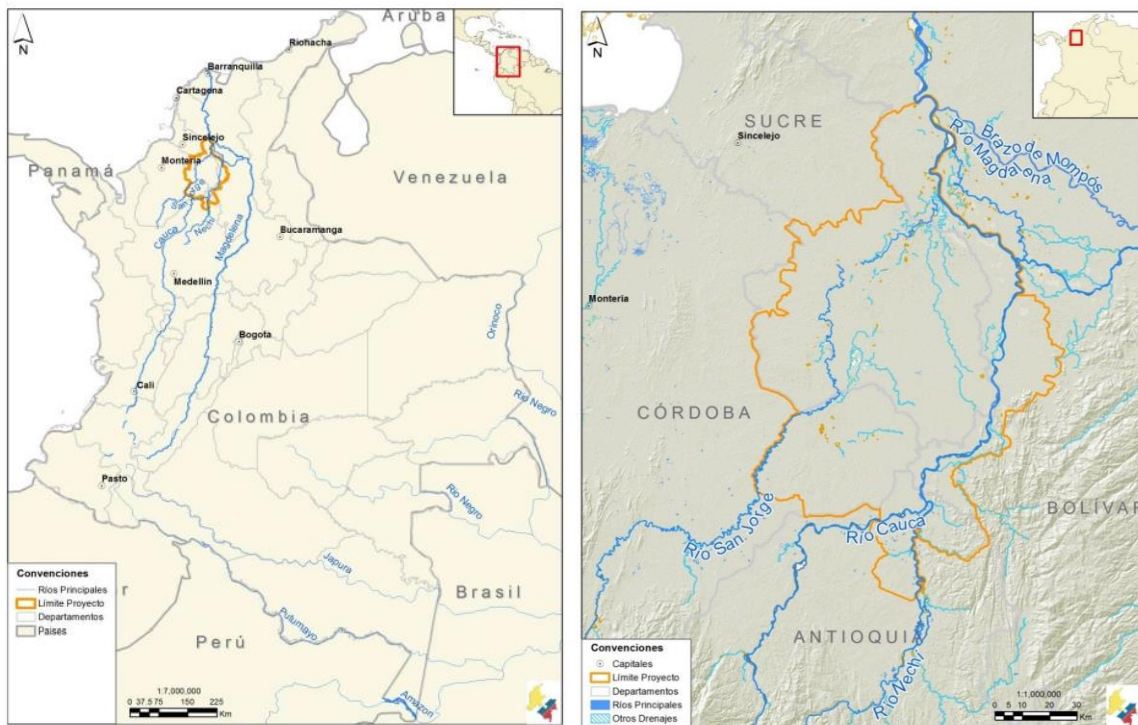 N
Aruba
Riohacha
Barranquilla
Cartagena
Sincelejo
Montería
Panamá
Venezuela
San Jorge
Cauca
Nechí
Magdalena
Bucaramanga
Medellín
Orinoco
Bogota
Cali
Colombia
Río Negro
Pasto
Río Negro
Japura
Brasil
Putumayo
Perú
Amazon
r
Convenciones
Ríos Principales
Límite Proyecto
Departamentos
Paises
1:7,000,000
0 37.5 75 150 225
Km
N
SUCRE
Sincelejo
Brazo de Mompós
Río Magdalena
Montería
CÓRDOBA
Río San Jorge
Río Cauca
BOLÍVAR
ANTIOQUIA
Río Nechí
Convenciones
Capitales
Límite Proyecto
Departamentos
Ríos Principales
Otros Drenajes
1:1,000,000
0 5 10 20 30
Km